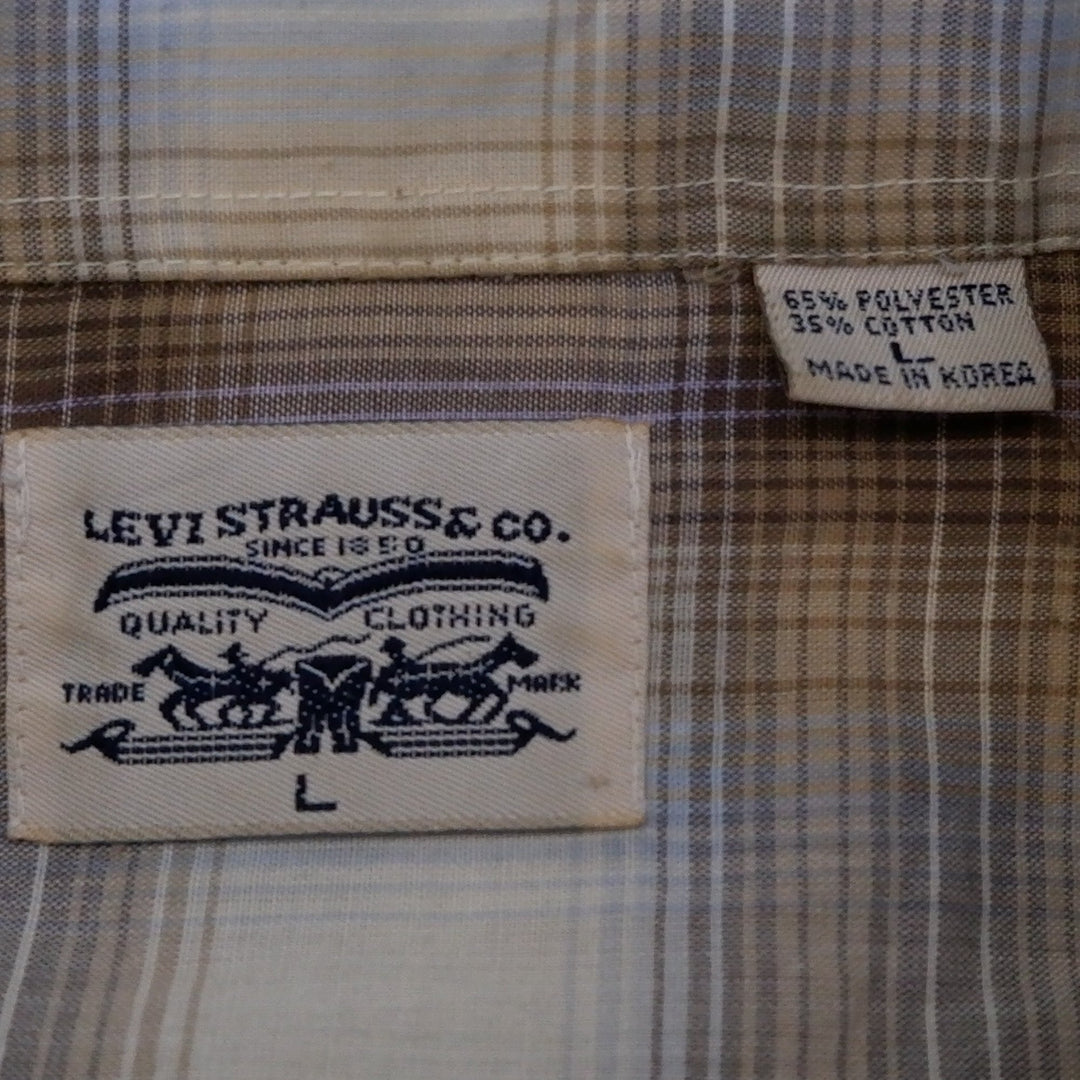 65% POLYESTER
35% COTTON
L
MADE IN KOREA
LEVI STRAUSS & CO.
SINCE 1850
QUALITY CLOTHING
TRADE MARK
L